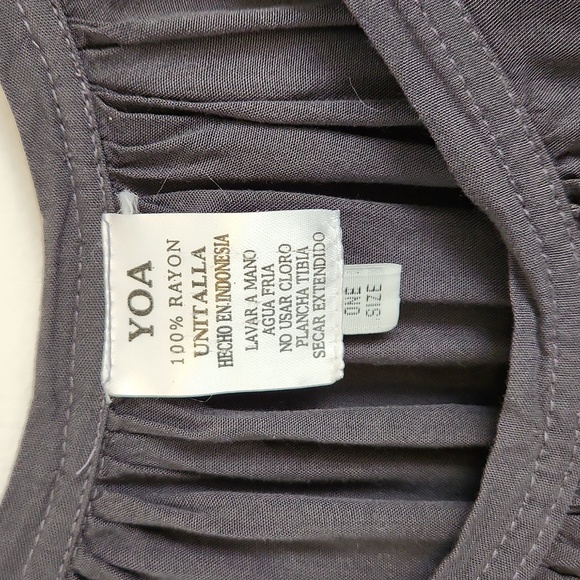 YOA
100% RAYON
UNITALLA
HECHO EN INDONESIA
LAVAR A MANO
AGUA FRIA
NO USAR CLORO
PLANCHA TIBIA
SECAR EXTENDIDO
ONE
SIZE